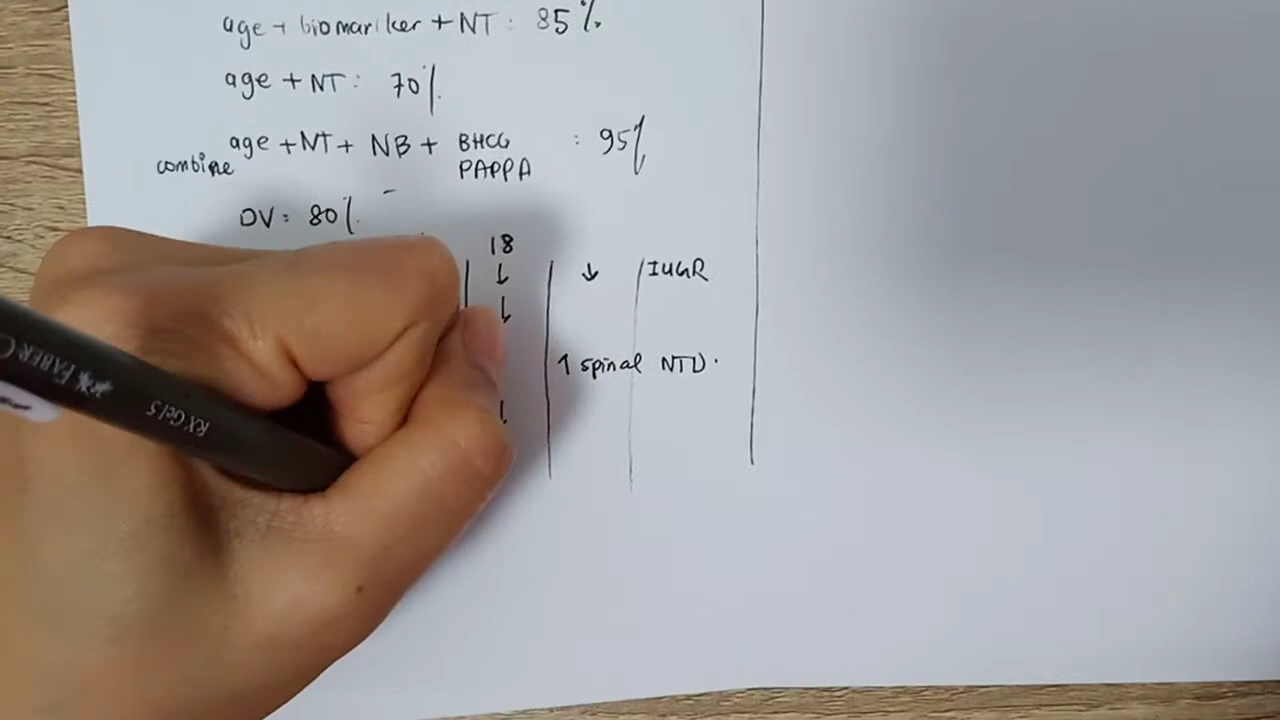 age + biomarker + NT : 85%
age + NT : 70%
age + NT + NB + BHCG : 95%
combine PAPPA
DV : 80%
18
↓ ↓ IUGR
↓
↑ spinal NTD.
FABER C
RX Gel 5